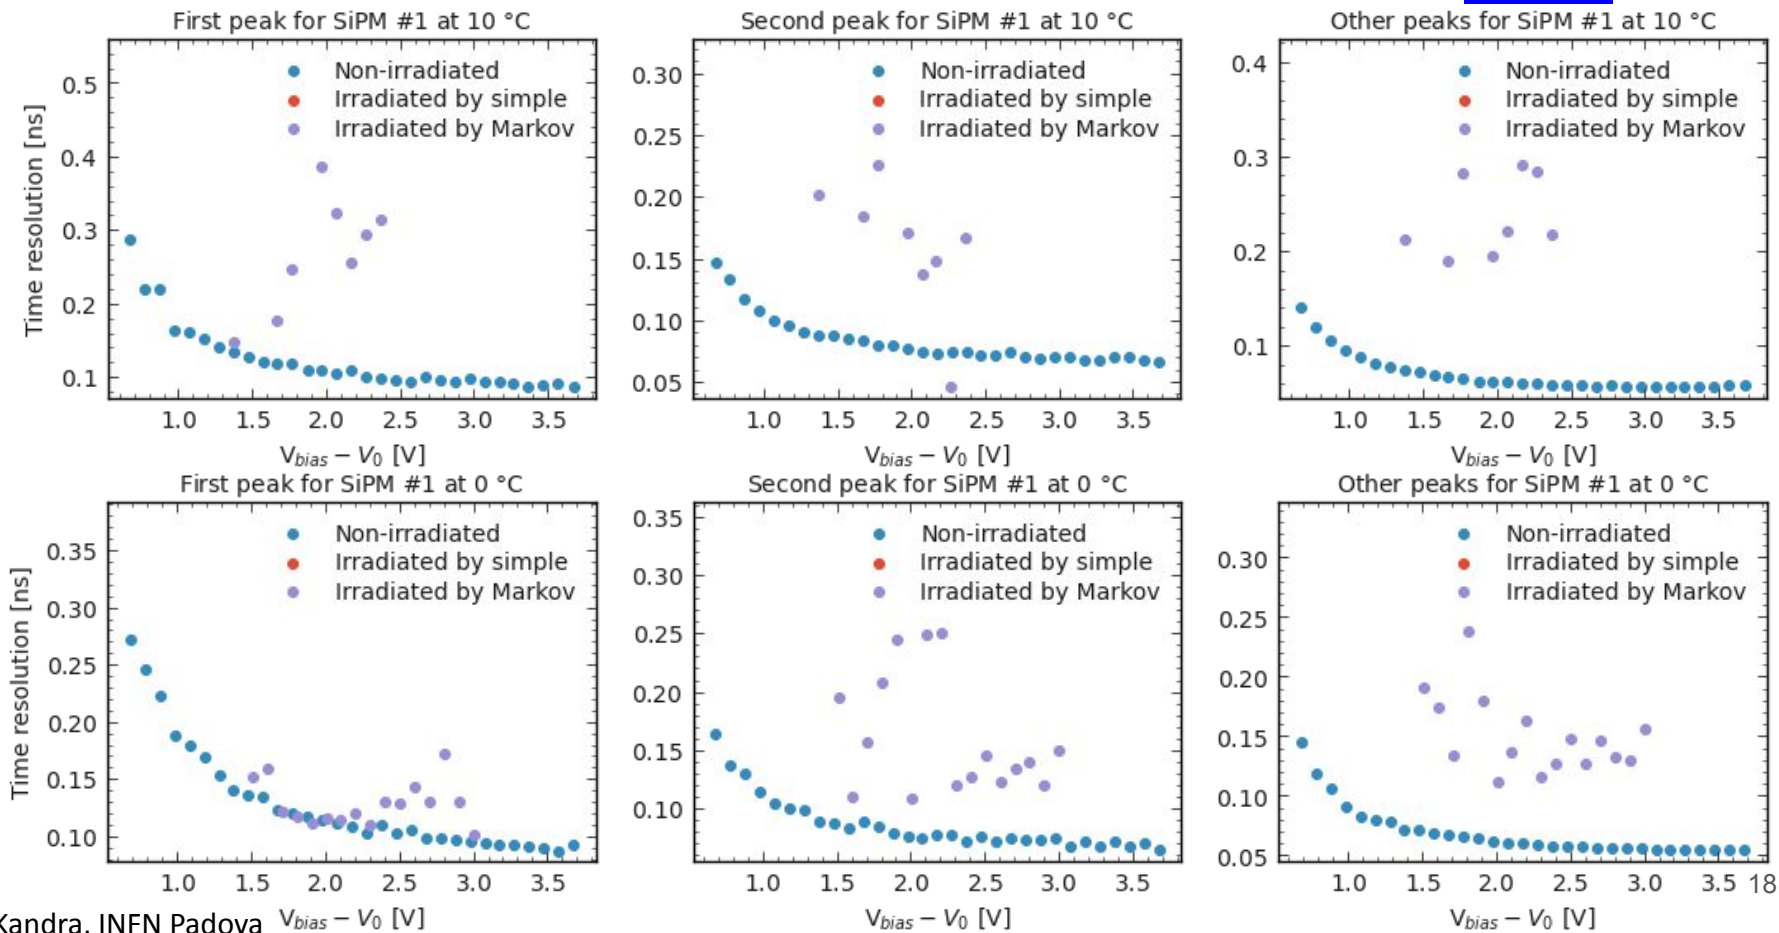 First peak for SiPM #1 at 10 °C
Second peak for SiPM #1 at 10 °C
Other peaks for SiPM #1 at 10 °C
Time resolution [ns]
0.5
0.4
0.3
0.2
0.1
Non-irradiated
Irradiated by simple
Irradiated by Markov
1.0 1.5 2.0 2.5 3.0 3.5
V_bias − V_0 [V]
0.30
0.25
0.20
0.15
0.10
0.05
Non-irradiated
Irradiated by simple
Irradiated by Markov
1.0 1.5 2.0 2.5 3.0 3.5
V_bias − V_0 [V]
0.4
0.3
0.2
0.1
Non-irradiated
Irradiated by simple
Irradiated by Markov
1.0 1.5 2.0 2.5 3.0 3.5
V_bias − V_0 [V]
First peak for SiPM #1 at 0 °C
Second peak for SiPM #1 at 0 °C
Other peaks for SiPM #1 at 0 °C
Time resolution [ns]
0.35
0.30
0.25
0.20
0.15
0.10
Non-irradiated
Irradiated by simple
Irradiated by Markov
1.0 1.5 2.0 2.5 3.0 3.5
V_bias − V_0 [V]
0.35
0.30
0.25
0.20
0.15
0.10
Non-irradiated
Irradiated by simple
Irradiated by Markov
1.0 1.5 2.0 2.5 3.0 3.5
V_bias − V_0 [V]
0.30
0.25
0.20
0.15
0.10
0.05
Non-irradiated
Irradiated by simple
Irradiated by Markov
1.0 1.5 2.0 2.5 3.0 3.5
V_bias − V_0 [V]
18
Kandra, INFN Padova